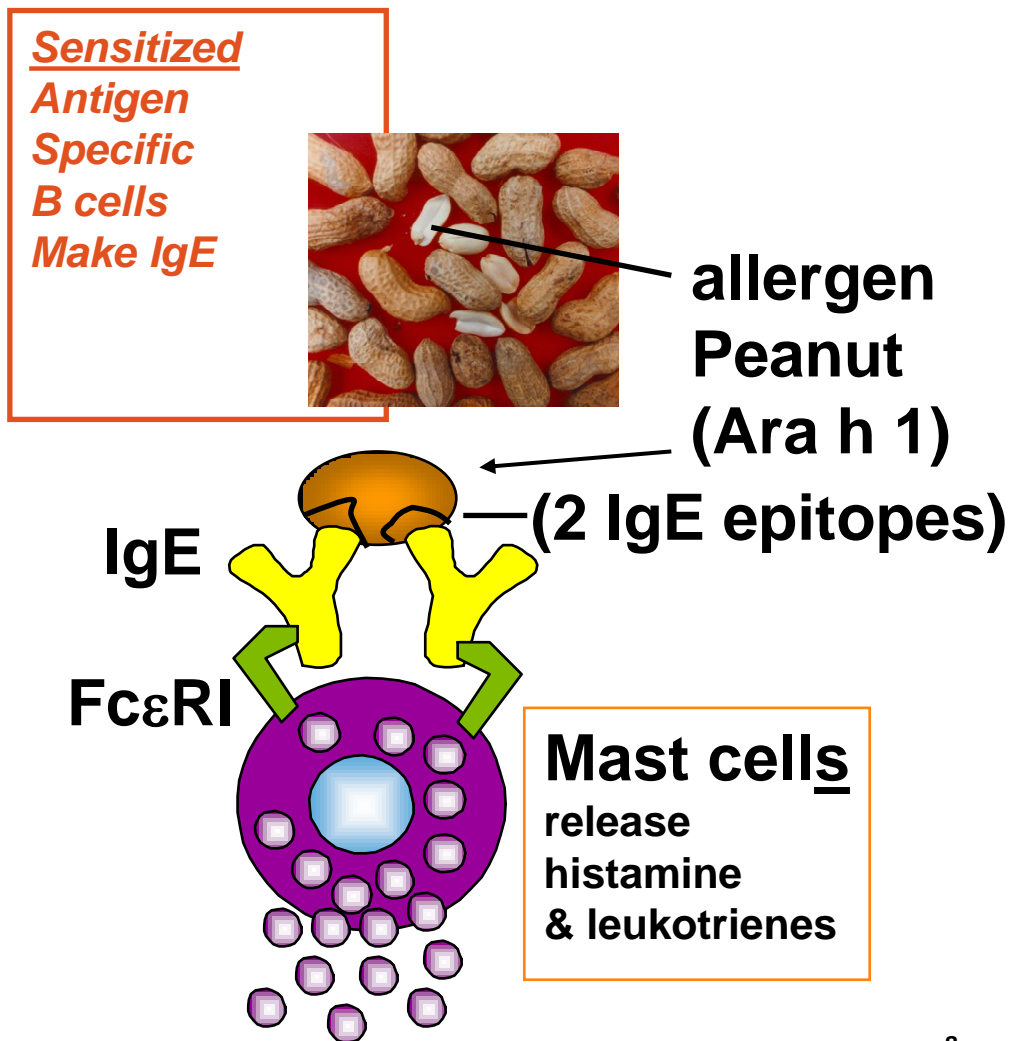 Sensitized
Antigen
Specific
B cells
Make IgE
allergen
Peanut
(Ara h 1)
(2 IgE epitopes)
IgE
FcεRI
Mast cells
release
histamine
& leukotrienes